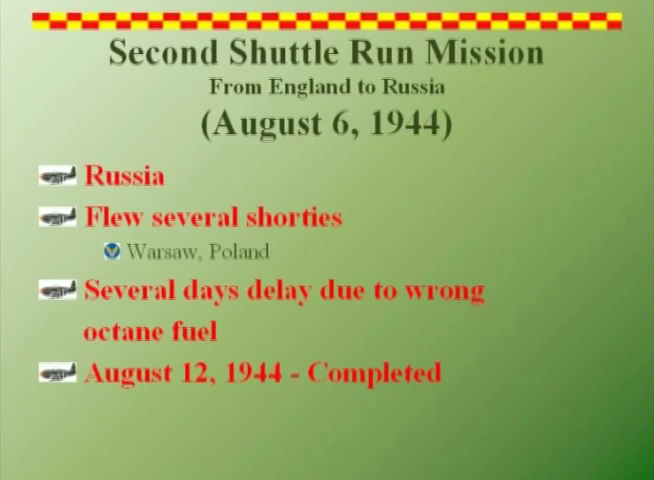 Second Shuttle Run Mission
From England to Russia
(August 6, 1944)
Russia
Flew several shorties
Warsaw, Poland
Several days delay due to wrong
octane fuel
August 12, 1944 - Completed